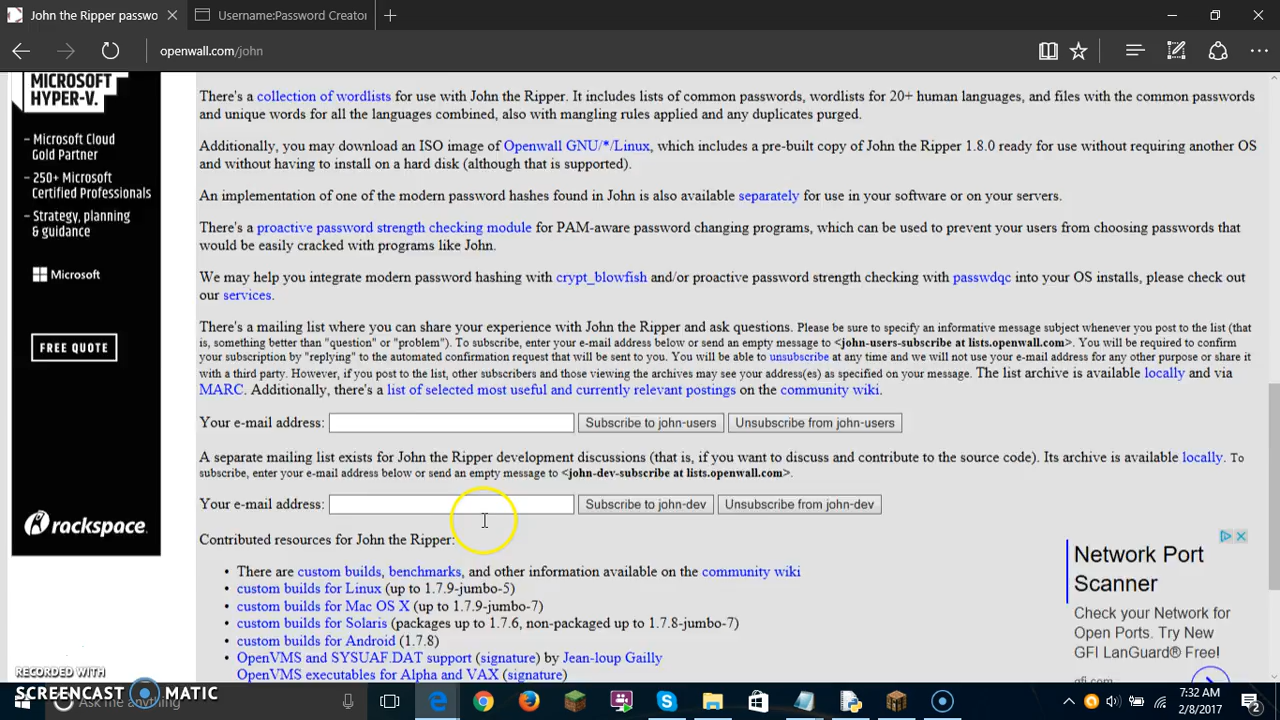 John the Ripper passwo
Username:Password Creator
openwall.com/john
MICROSOFT
HYPER-V.
– Microsoft Cloud
Gold Partner
– 250+ Microsoft
Certified Professionals
– Strategy, planning
& guidance
Microsoft
FREE QUOTE
rackspace
There's a collection of wordlists for use with John the Ripper. It includes lists of common passwords, wordlists for 20+ human languages, and files with the common passwords
and unique words for all the languages combined, also with mangling rules applied and any duplicates purged.
Additionally, you may download an ISO image of Openwall GNU/*/Linux, which includes a pre-built copy of John the Ripper 1.8.0 ready for use without requiring another OS
and without having to install on a hard disk (although that is supported).
An implementation of one of the modern password hashes found in John is also available separately for use in your software or on your servers.
There's a proactive password strength checking module for PAM-aware password changing programs, which can be used to prevent your users from choosing passwords that
would be easily cracked with programs like John.
We may help you integrate modern password hashing with crypt_blowfish and/or proactive password strength checking with passwdqc into your OS installs, please check out
our services.
There's a mailing list where you can share your experience with John the Ripper and ask questions. Please be sure to specify an informative message subject whenever you post to the list (that
is, something better than "question" or "problem"). To subscribe, enter your e-mail address below or send an empty message to <john-users-subscribe at lists.openwall.com>. You will be required to confirm
your subscription by "replying" to the automated confirmation request that will be sent to you. You will be able to unsubscribe at any time and we will not use your e-mail address for any other purpose or share it
with a third party. However, if you post to the list, other subscribers and those viewing the archives may see your address(es) as specified on your message. The list archive is available locally and via
MARC. Additionally, there's a list of selected most useful and currently relevant postings on the community wiki.
Your e-mail address: Subscribe to john-users Unsubscribe from john-users
A separate mailing list exists for John the Ripper development discussions (that is, if you want to discuss and contribute to the source code). Its archive is available locally. To
subscribe, enter your e-mail address below or send an empty message to <john-dev-subscribe at lists.openwall.com>.
Your e-mail address: Subscribe to john-dev Unsubscribe from john-dev
Contributed resources for John the Ripper:
• There are custom builds, benchmarks, and other information available on the community wiki
• custom builds for Linux (up to 1.7.9-jumbo-5)
• custom builds for Mac OS X (up to 1.7.9-jumbo-7)
• custom builds for Solaris (packages up to 1.7.6, non-packaged up to 1.7.8-jumbo-7)
• custom builds for Android (1.7.8)
• OpenVMS and SYSUAF.DAT support (signature) by Jean-loup Gailly
OpenVMS executables for Alpha and VAX (signature)
Network Port
Scanner
Check your Network for
Open Ports. Try New
GFI LanGuard® Free!
gfi.com
RECORDED WITH
SCREENCAST MATIC
Ask me anything
7:32 AM
2/8/2017
2